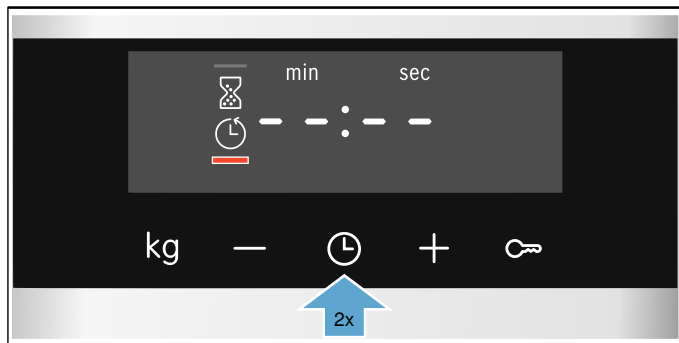 min sec
--:--
kg − +
2x